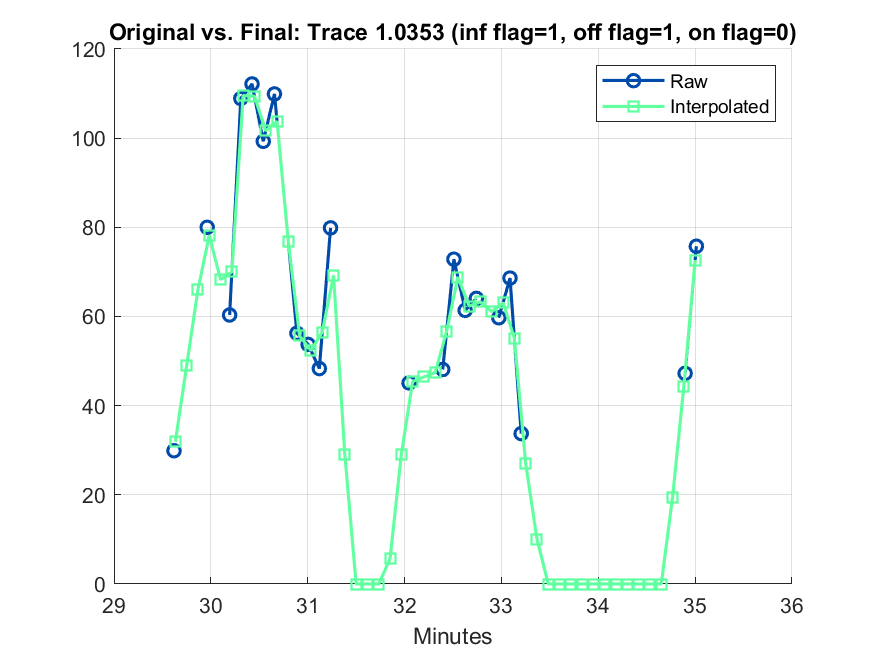 Original vs. Final: Trace 1.0353 (inf flag=1, off flag=1, on flag=0)
120
100
80
60
40
20
0
Raw
Interpolated
29 30 31 32 33 34 35 36
Minutes